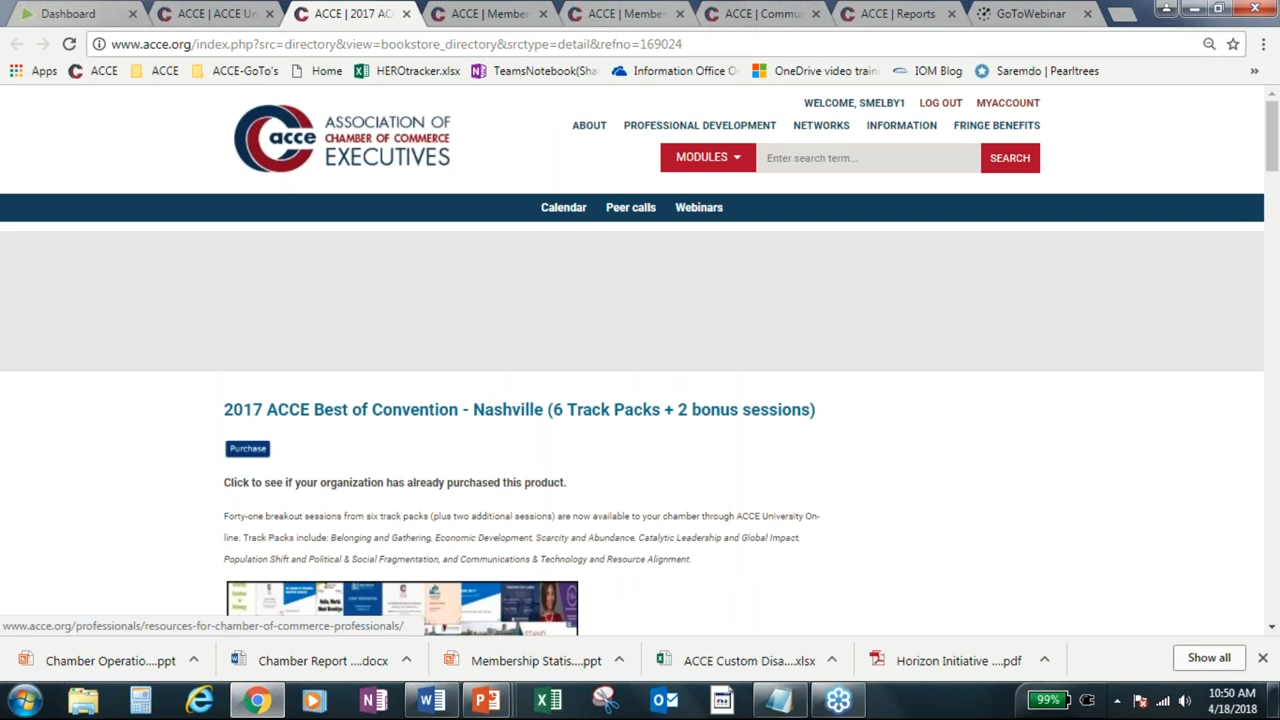 Dashboard
ACCE | ACCE Un
ACCE | 2017 AC
ACCE | Member
ACCE | Member
ACCE | Commu
ACCE | Reports
GoToWebinar
www.acce.org/index.php?src=directory&view=bookstore_directory&srctype=detail&refno=169024
Apps
ACCE
ACCE
ACCE-GoTo's
Home
HEROtracker.xlsx
TeamsNotebook(Sha
Information Office O
OneDrive video train
IOM Blog
Saremdo | Pearltrees
»
WELCOME, SMELBY1 LOG OUT MYACCOUNT
acce
ASSOCIATION OF
CHAMBER OF COMMERCE
EXECUTIVES
ABOUT PROFESSIONAL DEVELOPMENT NETWORKS INFORMATION FRINGE BENEFITS
MODULES Enter search term... SEARCH
Calendar Peer calls Webinars
2017 ACCE Best of Convention - Nashville (6 Track Packs + 2 bonus sessions)
Purchase
Click to see if your organization has already purchased this product.
Forty-one breakout sessions from six track packs (plus two additional sessions) are now available to your chamber through ACCE University On-
line. Track Packs include: Belonging and Gathering, Economic Development, Scarcity and Abundance, Catalytic Leadership and Global Impact,
Population Shift and Political & Social Fragmentation, and Communications & Technology and Resource Alignment.
www.acce.org/professionals/resources-for-chamber-of-commerce-professionals/
Chamber Operatio....ppt
Chamber Report ....docx
Membership Statis....ppt
ACCE Custom Disa....xlsx
Horizon Initiative ....pdf
Show all
99%
10:50 AM
4/18/2018